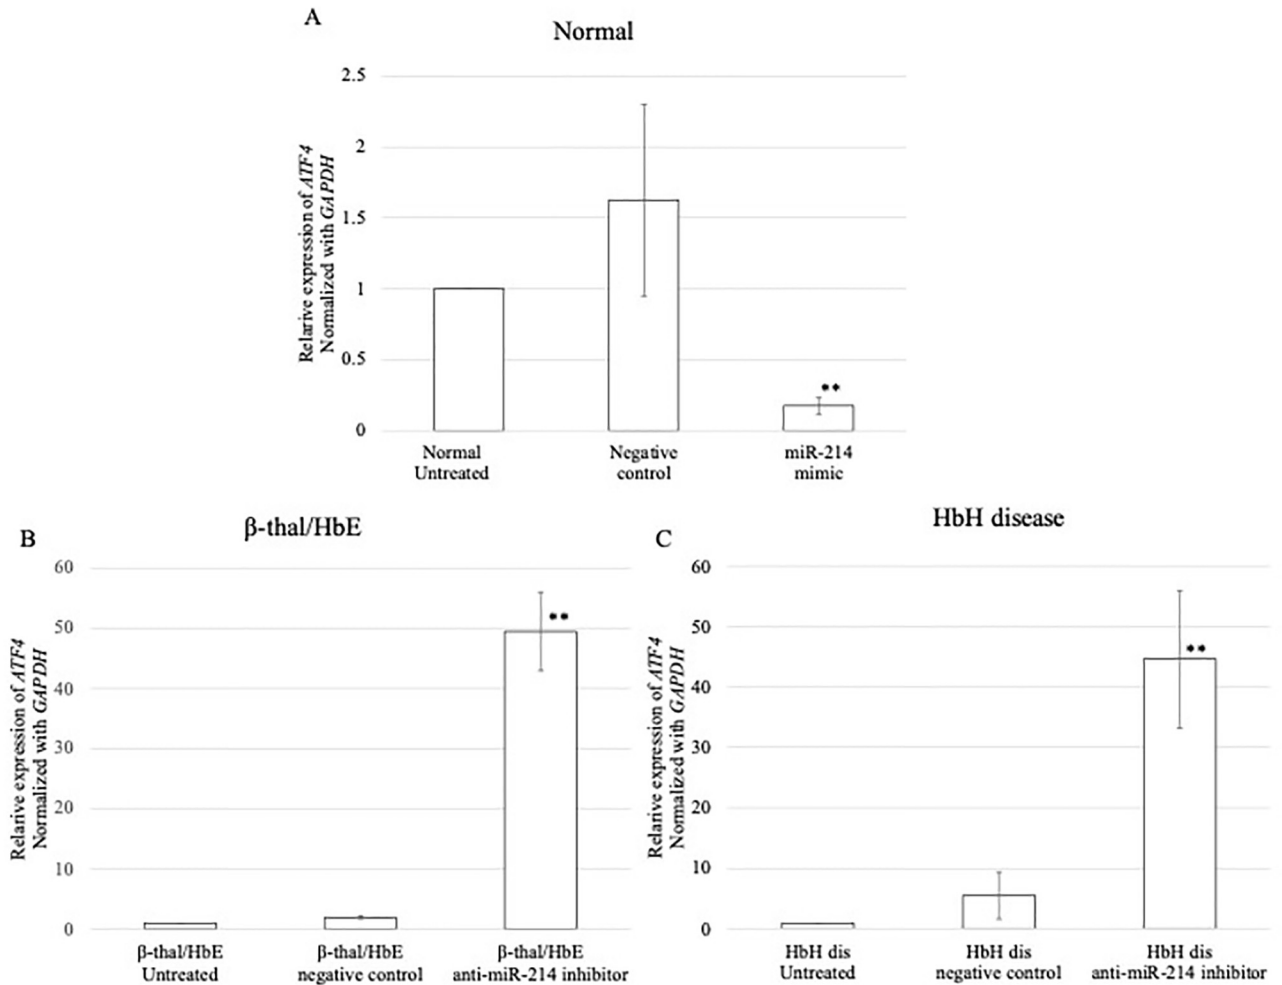 A
Normal
2.5
2
1.5
1
0.5
0
Relarive expression of ATF4
Normalized with GAPDH
**
Normal
Untreated
Negative
control
miR-214
mimic
B
β-thal/HbE
60
50
40
30
20
10
0
Relarive expression of ATF4
Normalized with GAPDH
**
β-thal/HbE
Untreated
β-thal/HbE
negative control
β-thal/HbE
anti-miR-214 inhibitor
C
HbH disease
60
50
40
30
20
10
0
Relarive expression of ATF4
Normalized with GAPDH
**
HbH dis
Untreated
HbH dis
negative control
HbH dis
anti-miR-214 inhibitor